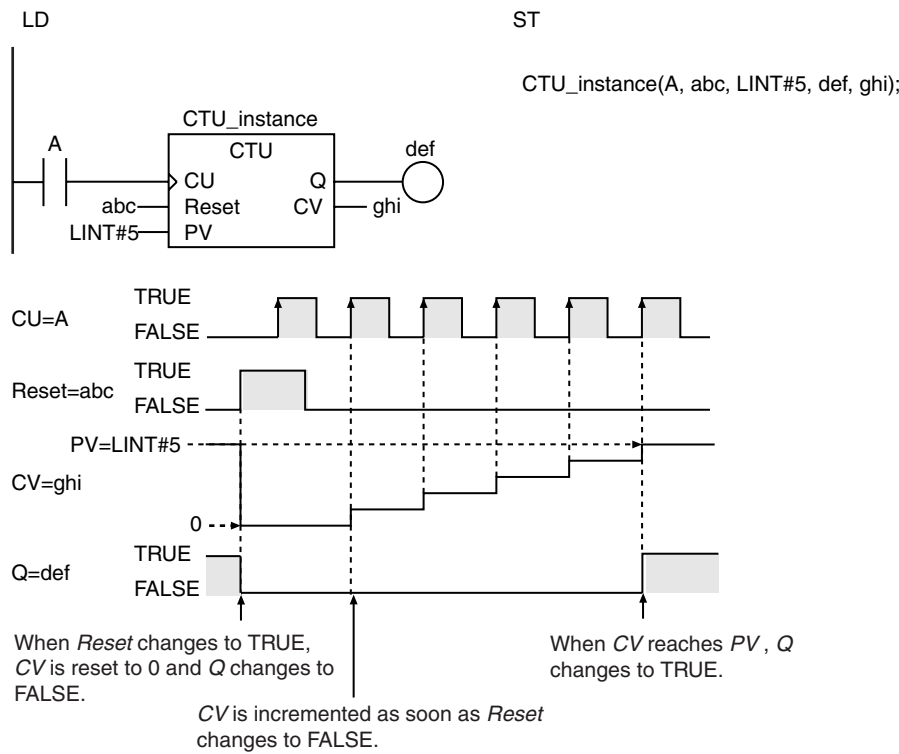 LD
ST
CTU_instance(A, abc, LINT#5, def, ghi);
CTU_instance
A
CTU
def
CU
Q
abc
Reset
CV
ghi
LINT#5
PV
CU=A
TRUE
FALSE
Reset=abc
TRUE
FALSE
PV=LINT#5
CV=ghi
0
Q=def
TRUE
FALSE
When Reset changes to TRUE,
CV is reset to 0 and Q changes to
FALSE.
CV is incremented as soon as Reset
changes to FALSE.
When CV reaches PV , Q
changes to TRUE.